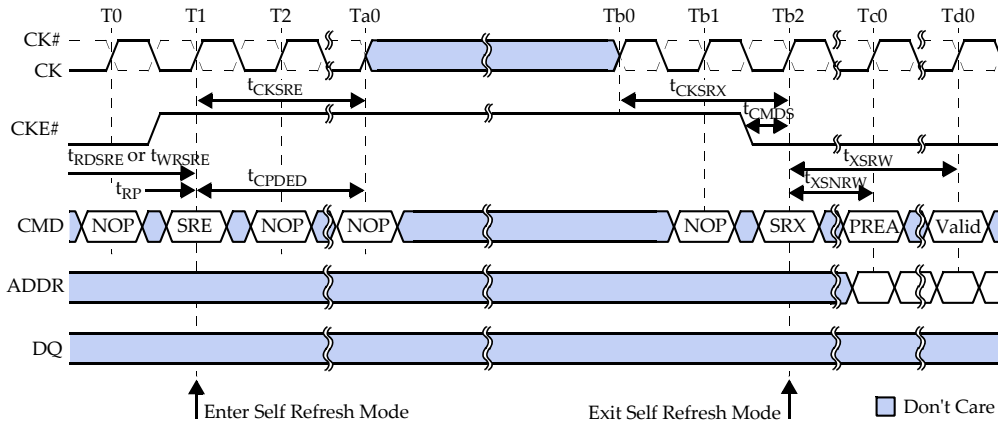 T0 T1 T2 Ta0 Tb0 Tb1 Tb2 Tc0 Td0
CK#
CK
tCKSRE tCKSRX
CKE#
tCMDS
tRDSRE or tWRSRE
tXSRW
tRP tCPDED tXSNRW
CMD NOP SRE NOP NOP NOP SRX PREA Valid
ADDR
DQ
Enter Self Refresh Mode Exit Self Refresh Mode Don't Care